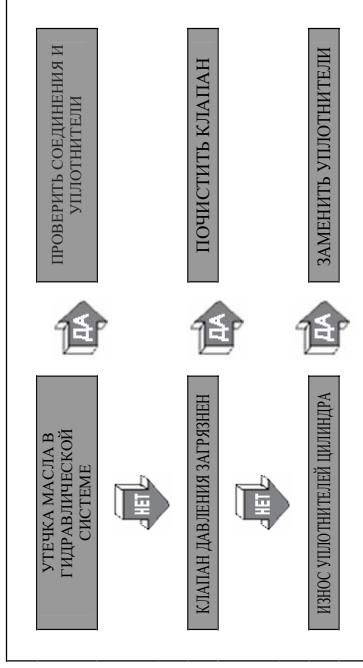 УТЕЧКА МАСЛА В
ГИДРАВЛИЧЕСКОЙ
СИСТЕМЕ
ДА
ПРОВЕРИТЬ СОЕДИНЕНИЯ И
УПЛОТНИТЕЛИ
НЕТ
КЛАПАН ДАВЛЕНИЯ ЗАГРЯЗНЕН
ДА
ПОЧИСТИТЬ КЛАПАН
НЕТ
ИЗНОС УПЛОТНИТЕЛЕЙ ЦИЛИНДРА
ДА
ЗАМЕНИТЬ УПЛОТНИТЕЛИ